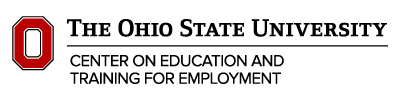 THE OHIO STATE UNIVERSITY
CENTER ON EDUCATION AND
TRAINING FOR EMPLOYMENT